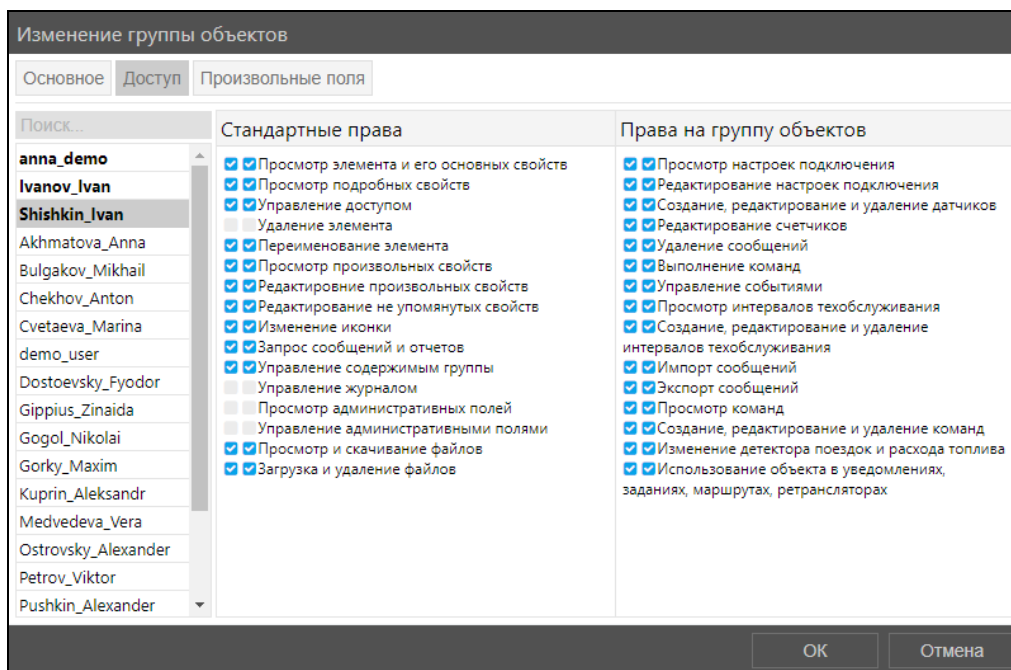 Изменение группы объектов
Основное
Доступ
Произвольные поля
Поиск...
anna_demo
Ivanov_Ivan
Shishkin_Ivan
Akhmatova_Anna
Bulgakov_Mikhail
Chekhov_Anton
Cvetaeva_Marina
demo_user
Dostoevsky_Fyodor
Gippius_Zinaida
Gogol_Nikolai
Gorky_Maxim
Kuprin_Aleksandr
Medvedeva_Vera
Ostrovsky_Alexander
Petrov_Viktor
Pushkin_Alexander
Стандартные права
Просмотр элемента и его основных свойств
Просмотр подробных свойств
Управление доступом
Удаление элемента
Переименование элемента
Просмотр произвольных свойств
Редактировние произвольных свойств
Редактирование не упомянутых свойств
Изменение иконки
Запрос сообщений и отчетов
Управление содержимым группы
Управление журналом
Просмотр административных полей
Управление административными полями
Просмотр и скачивание файлов
Загрузка и удаление файлов
Права на группу объектов
Просмотр настроек подключения
Редактирование настроек подключения
Создание, редактирование и удаление датчиков
Редактирование счетчиков
Удаление сообщений
Выполнение команд
Управление событиями
Просмотр интервалов техобслуживания
Создание, редактирование и удаление
интервалов техобслуживания
Импорт сообщений
Экспорт сообщений
Просмотр команд
Создание, редактирование и удаление команд
Изменение детектора поездок и расхода топлива
Использование объекта в уведомлениях,
заданиях, маршрутах, ретрансляторах
ОК
Отмена